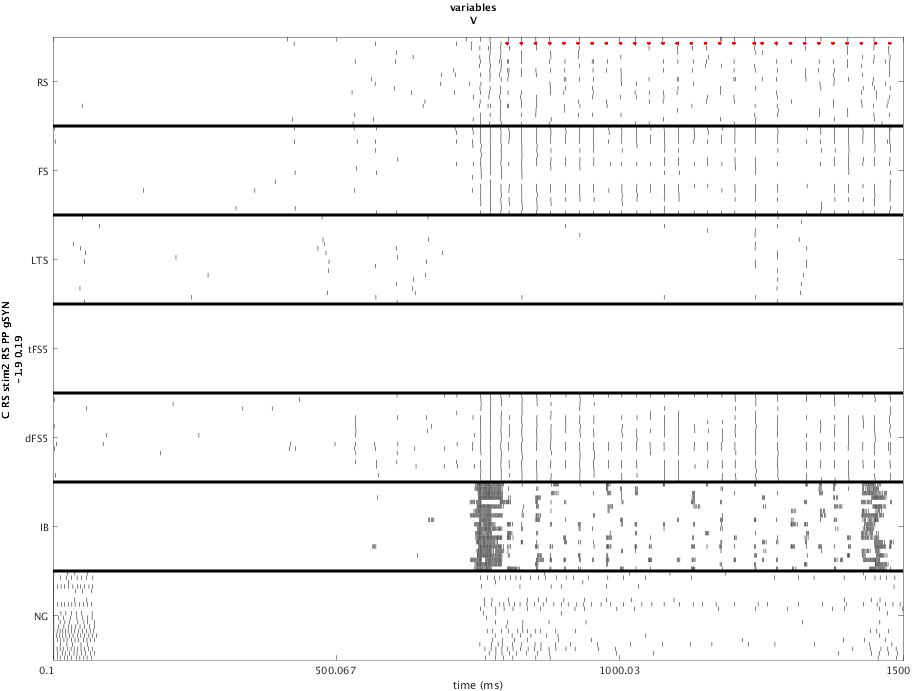 variables
V
RS
FS
LTS
tFS5
dFS5
IB
NG
C RS stim2 RS PP gSYN
-1.9 0.19
0.1
500.067
1000.03
1500
time (ms)